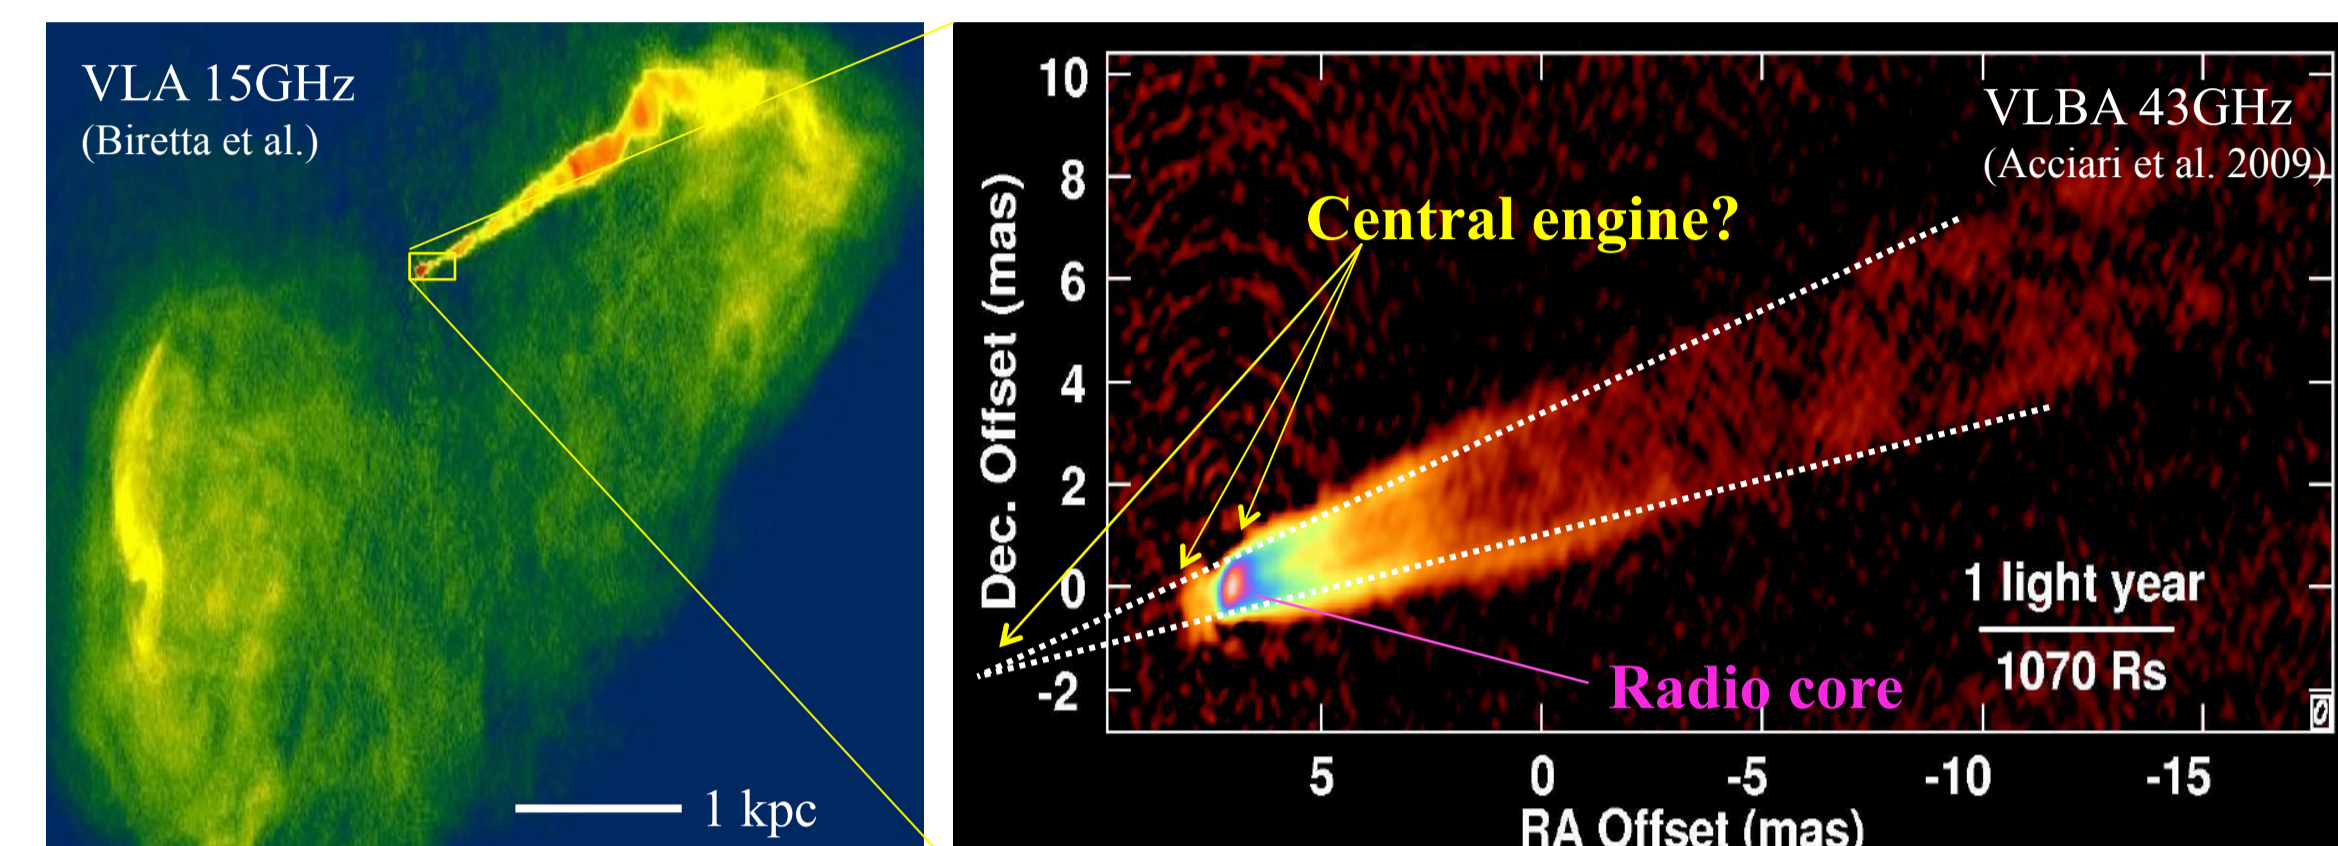 VLA 15GHz
(Biretta et al.)
1 kpc
VLBA 43GHz
(Acciari et al. 2009)
Central engine?
Radio core
1 light year
1070 Rs
Dec. Offset (mas)
10
8
6
4
2
0
-2
5 0 -5 -10 -15
RA Offset (mas)